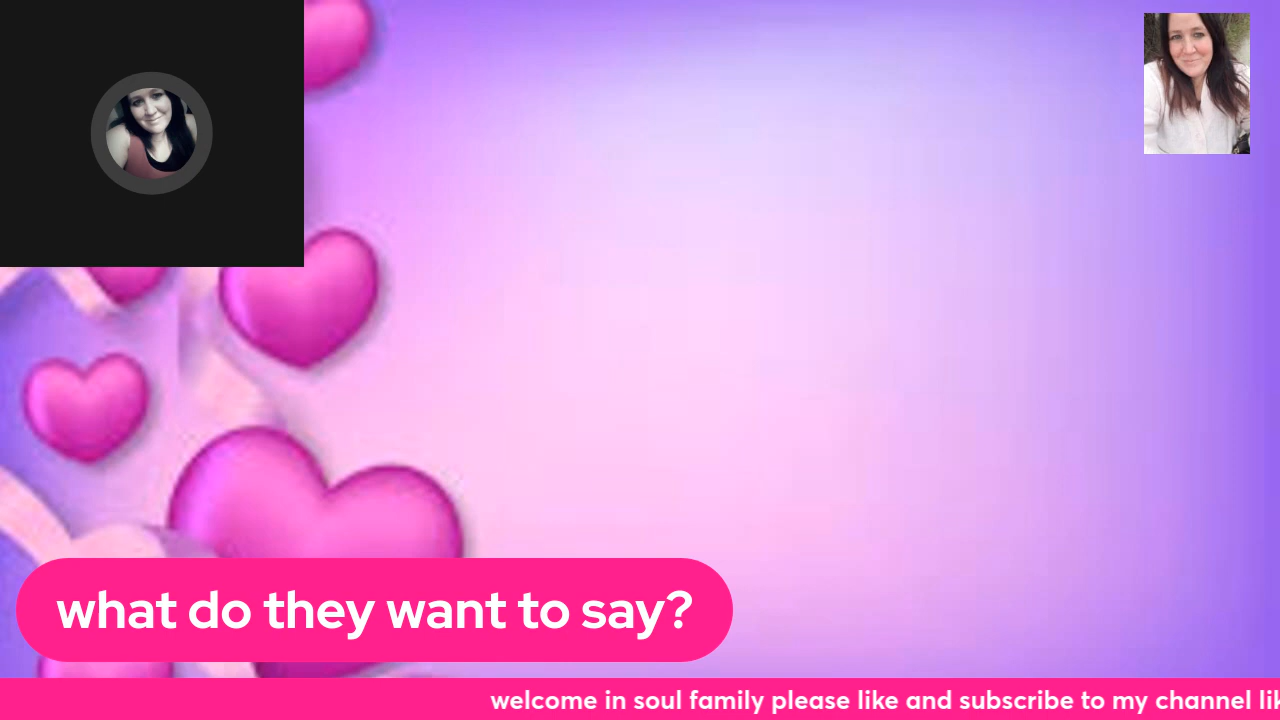 what do they want to say?
welcome in soul family please like and subscribe to my channel